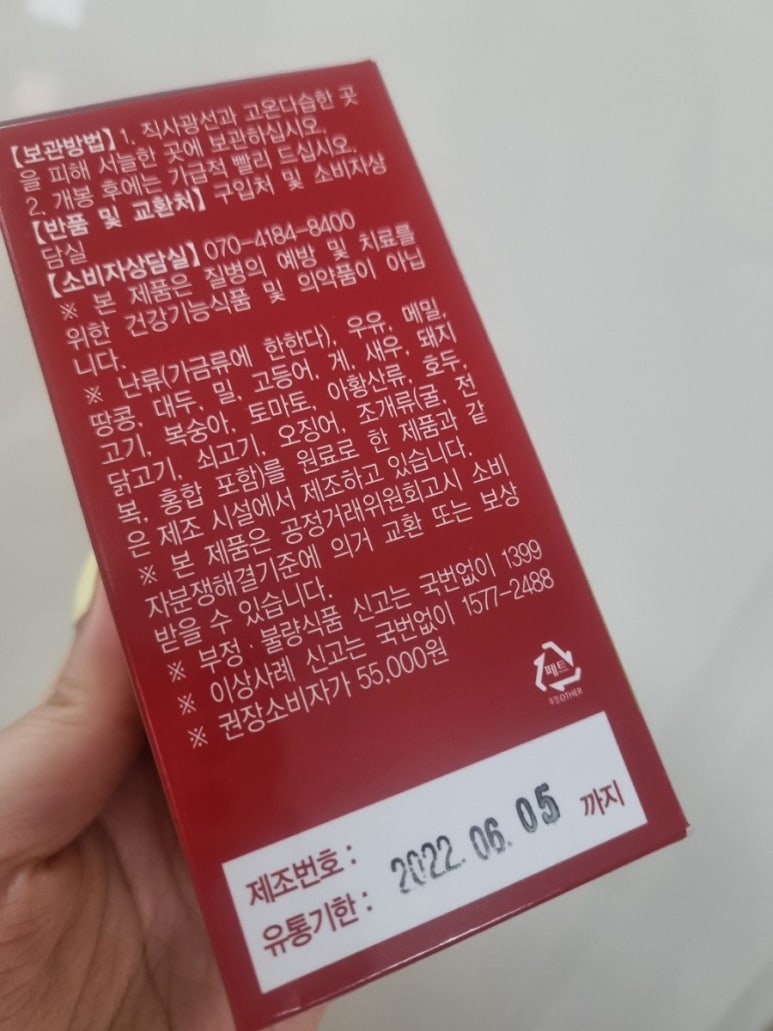 【보관방법】 1. 직사광선과 고온다습한 곳
을 피해 서늘한 곳에 보관하십시오.
2. 개봉 후에는 가급적 빨리 드십시오.
【반품 및 교환처】 구입처 및 소비자상
담실
【소비자상담실】 070-4184-8400
※ 본 제품은 질병의 예방 및 치료를
위한 건강기능식품 및 의약품이 아닙
니다.
※ 난류(가금류에 한한다), 우유, 메밀,
땅콩, 대두, 밀, 고등어, 게, 새우, 돼지
고기, 복숭아, 토마토, 아황산류, 호두,
닭고기, 쇠고기, 오징어, 조개류(굴, 전
복, 홍합 포함)를 원료로 한 제품과 같
은 제조 시설에서 제조하고 있습니다.
※ 본 제품은 공정거래위원회고시 소비
자분쟁해결기준에 의거 교환 또는 보상
받을 수 있습니다.
※ 부정 · 불량식품 신고는 국번없이 1399
※ 이상사례 신고는 국번없이 1577-2488
※ 권장소비자가 55,000원
페트
OTHER
제조번호 :
유통기한 : 2022. 06. 05 까지